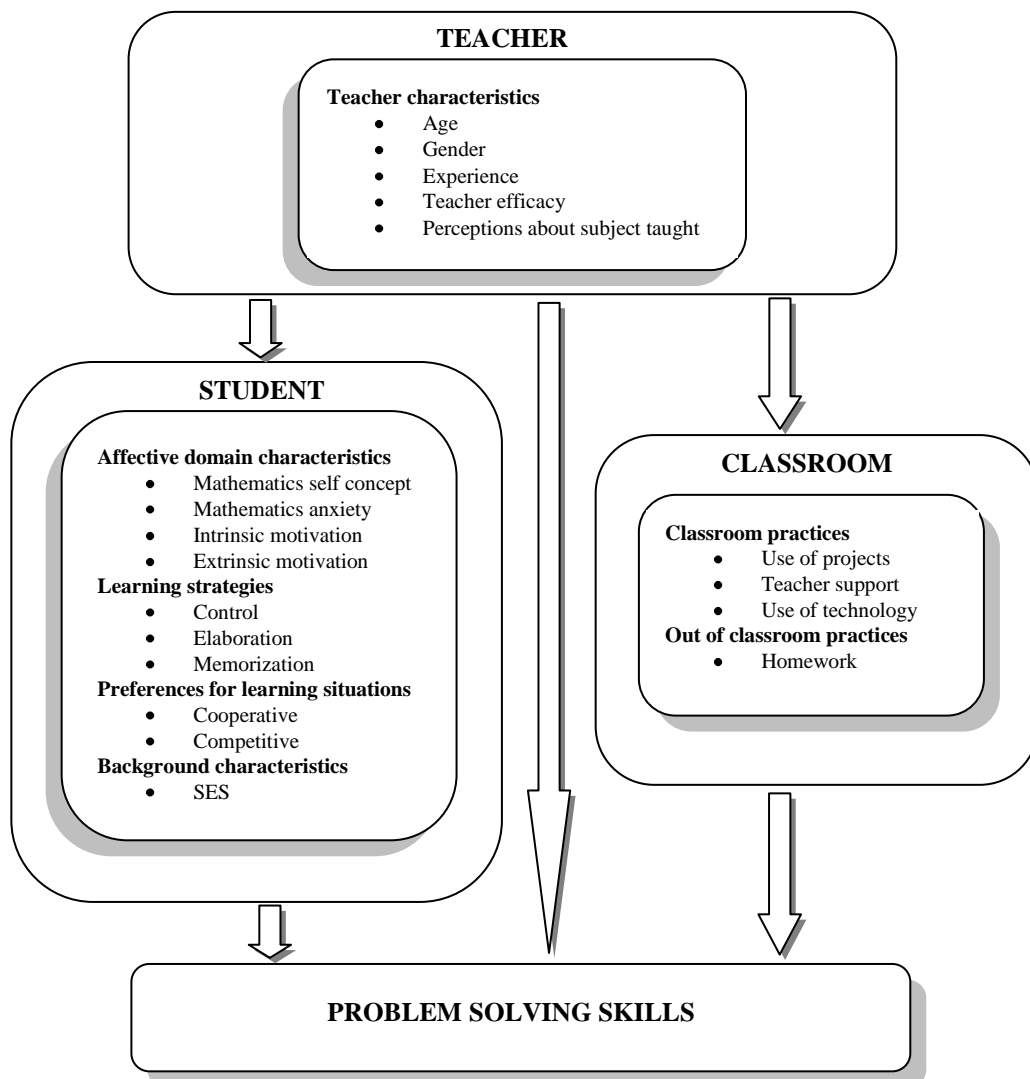 TEACHER
Teacher characteristics
• Age
• Gender
• Experience
• Teacher efficacy
• Perceptions about subject taught
STUDENT
Affective domain characteristics
• Mathematics self concept
• Mathematics anxiety
• Intrinsic motivation
• Extrinsic motivation
Learning strategies
• Control
• Elaboration
• Memorization
Preferences for learning situations
• Cooperative
• Competitive
Background characteristics
• SES
CLASSROOM
Classroom practices
• Use of projects
• Teacher support
• Use of technology
Out of classroom practices
• Homework
PROBLEM SOLVING SKILLS